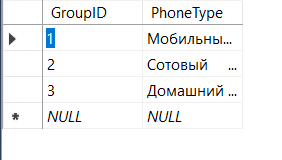 GroupID PhoneType
1 Мобильны...
2 Сотовый ...
3 Домашний ...
* NULL NULL